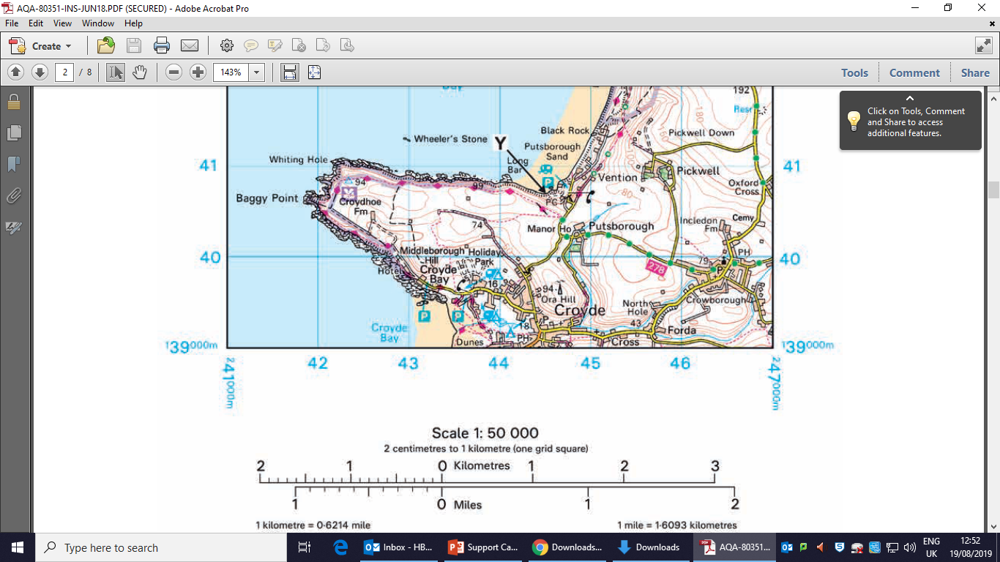 AQA-80351-INS-JUN18.PDF (SECURED) - Adobe Acrobat Pro
File Edit View Window Help
Create
2 / 8
143%
Tools Comment Share
Click on Tools, Comment
and Share to access
additional features.
Bay
192
Resr
180
160
100
Black Rock
Wheeler's Stone
Y
Pickwell Down
Putsborough
Sand
Whiting Hole
Long
Bar
41
41
Vention
Pickwell
94
99
P
80
Oxford
Cross
Baggy Point
Croydhoe
Fm
PC
74
Manor Ho
Putsborough
Incledon
Fm
Cemy
40
40
Middleborough
Hill
Holiday
Park
79
PH
Hotel
Croyde
Bay
278
P
16
94
Ora Hill
Crowborough
North
Hole
Croyde
P
P
43
Croyde
Bay
18
P
Forda
Dunes
PH
Cross
139000m
139000m
42 43 44 45 46
241000m
247000m
Scale 1: 50 000
2 centimetres to 1 kilometre (one grid square)
2 1 0 Kilometres 1 2 3
1 0 Miles 1 2
1 kilometre = 0·6214 mile
1 mile = 1·6093 kilometres
Type here to search
Inbox - HB...
Support Ca...
Downloads...
Downloads
AQA-80351...
ENG
UK
12:52
19/08/2019